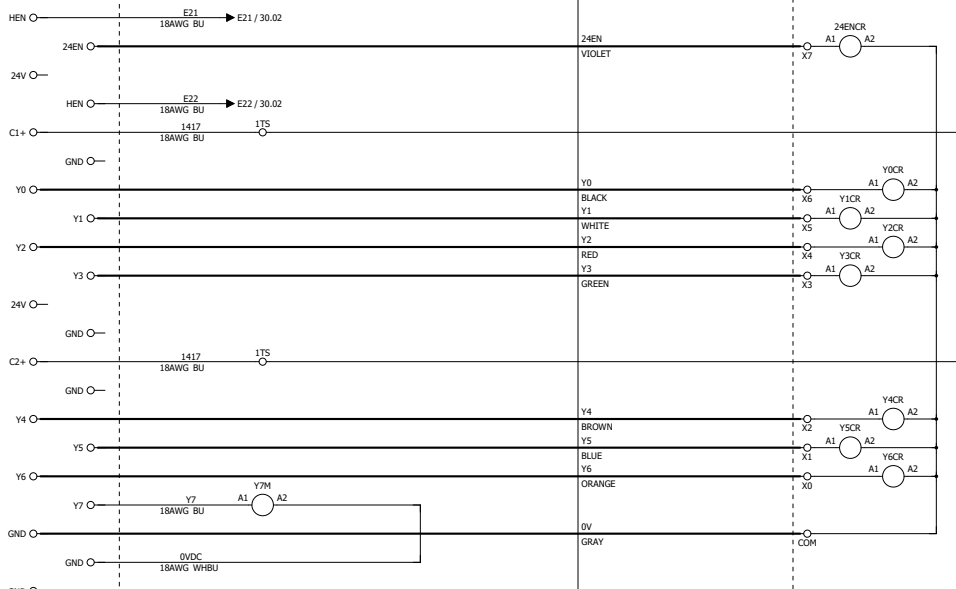 HEN E21 E21 / 30.02
18AWG BU
24ENCR
24EN 24EN A1 A2
VIOLET X7
24V
HEN E22 E22 / 30.02
18AWG BU
C1+ 1417 1TS
18AWG BU
GND
Y0CR
Y0 Y0 A1 A2
BLACK X6
Y1CR
Y1 Y1 A1 A2
WHITE X5
Y2CR
Y2 Y2 A1 A2
RED X4
Y3CR
Y3 Y3 A1 A2
GREEN X3
24V
GND
C2+ 1417 1TS
18AWG BU
GND
Y4CR
Y4 Y4 A1 A2
BROWN X2
Y5CR
Y5 Y5 A1 A2
BLUE X1
Y6CR
Y6 Y6 A1 A2
ORANGE X0
Y7M
Y7 Y7 A1 A2
18AWG BU
GND 0V
GRAY COM
GND 0VDC
18AWG WHBU